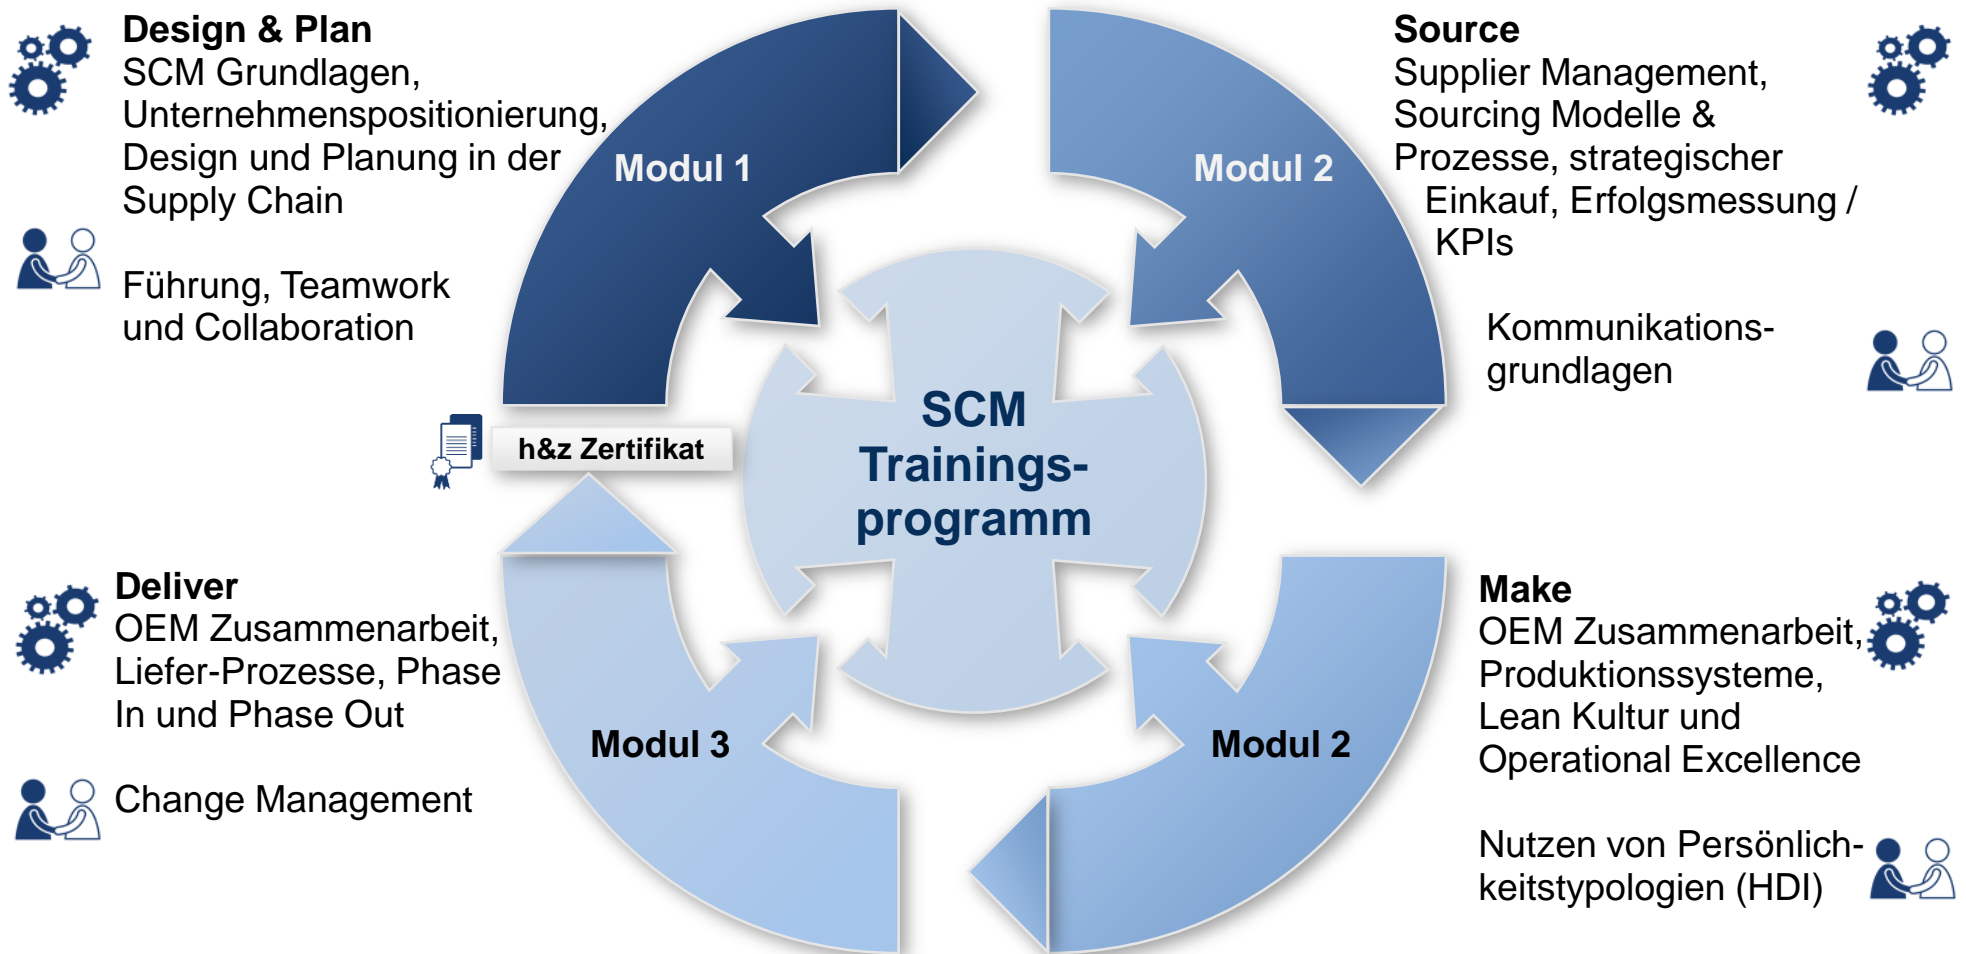 Design & Plan
SCM Grundlagen,
Unternehmenspositionierung,
Design und Planung in der
Supply Chain
Führung, Teamwork
und Collaboration
Modul 1
Source
Supplier Management,
Sourcing Modelle &
Prozesse, strategischer
Einkauf, Erfolgsmessung /
KPIs
Kommunikations-
grundlagen
Modul 2
h&z Zertifikat
SCM
Trainings-
programm
Deliver
OEM Zusammenarbeit,
Liefer-Prozesse, Phase
In und Phase Out
Change Management
Modul 3
Make
OEM Zusammenarbeit,
Produktionssysteme,
Lean Kultur und
Operational Excellence
Nutzen von Persönlich-
keitstypologien (HDI)
Modul 2